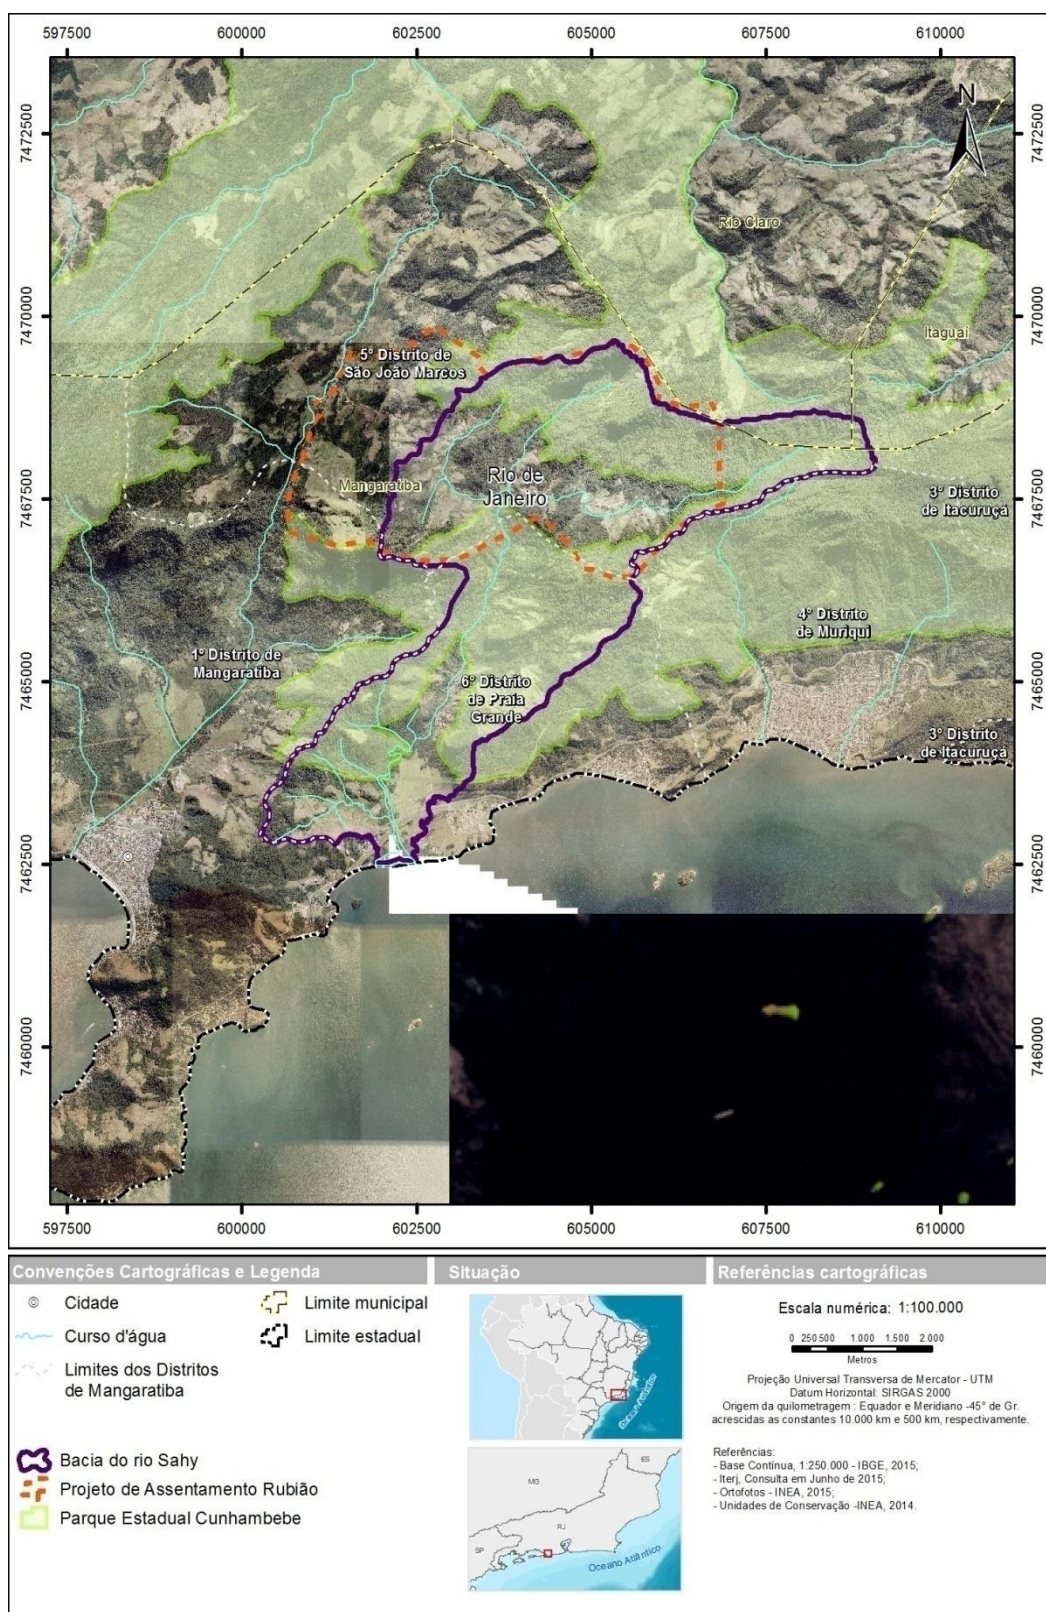 597500 600000 602500 605000 607500 610000
N
7472500
7472500
Rio Claro
7470000
7470000
Itaguaí
5º Distrito de
São João Marcos
Mangaratiba
Rio de
Janeiro
7467500
7467500
3º Distrito
de Itacuruçá
4º Distrito
de Muriqui
1º Distrito de
Mangaratiba
7465000
7465000
6º Distrito
de Praia
Grande
3º Distrito
de Itacuruçá
7462500
7462500
7460000
7460000
597500 600000 602500 605000 607500 610000
Convenções Cartográficas e Legenda
Cidade
Limite municipal
Curso d'água
Limite estadual
Limites dos Distritos
de Mangaratiba
Bacia do rio Sahy
Projeto de Assentamento Rubião
Parque Estadual Cunhambebe
Situação
Oceano Atlântico
MG
ES
RJ
SP
Oceano Atlântico
Referências cartográficas
Escala numérica: 1:100.000
0 250 500 1.000 1.500 2.000
Metros
Projeção Universal Transversa de Mercator - UTM
Datum Horizontal: SIRGAS 2000
Origem da quilometragem : Equador e Meridiano -45° de Gr.
acrescidas as constantes 10.000 km e 500 km, respectivamente.
Referências:
- Base Contínua, 1:250.000 - IBGE, 2015;
- Iterj, Consulta em Junho de 2015;
- Ortofotos - INEA, 2015;
- Unidades de Conservação -INEA, 2014.